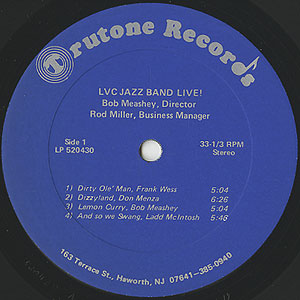 Trutone Records
LVC JAZZ BAND LIVE!
Bob Meashey, Director
Rod Miller, Business Manager
Side 1
LP 520430
33-1/3 RPM
Stereo
1) Dirty Ole' Man, Frank Wess 5:04
2) Dizzyland, Don Menza 6:26
3) Lemon Curry, Bob Meashey 5:04
4) And so we Swang, Ladd McIntosh 5:46
163 Terrace St., Haworth, NJ 07641-385-0940